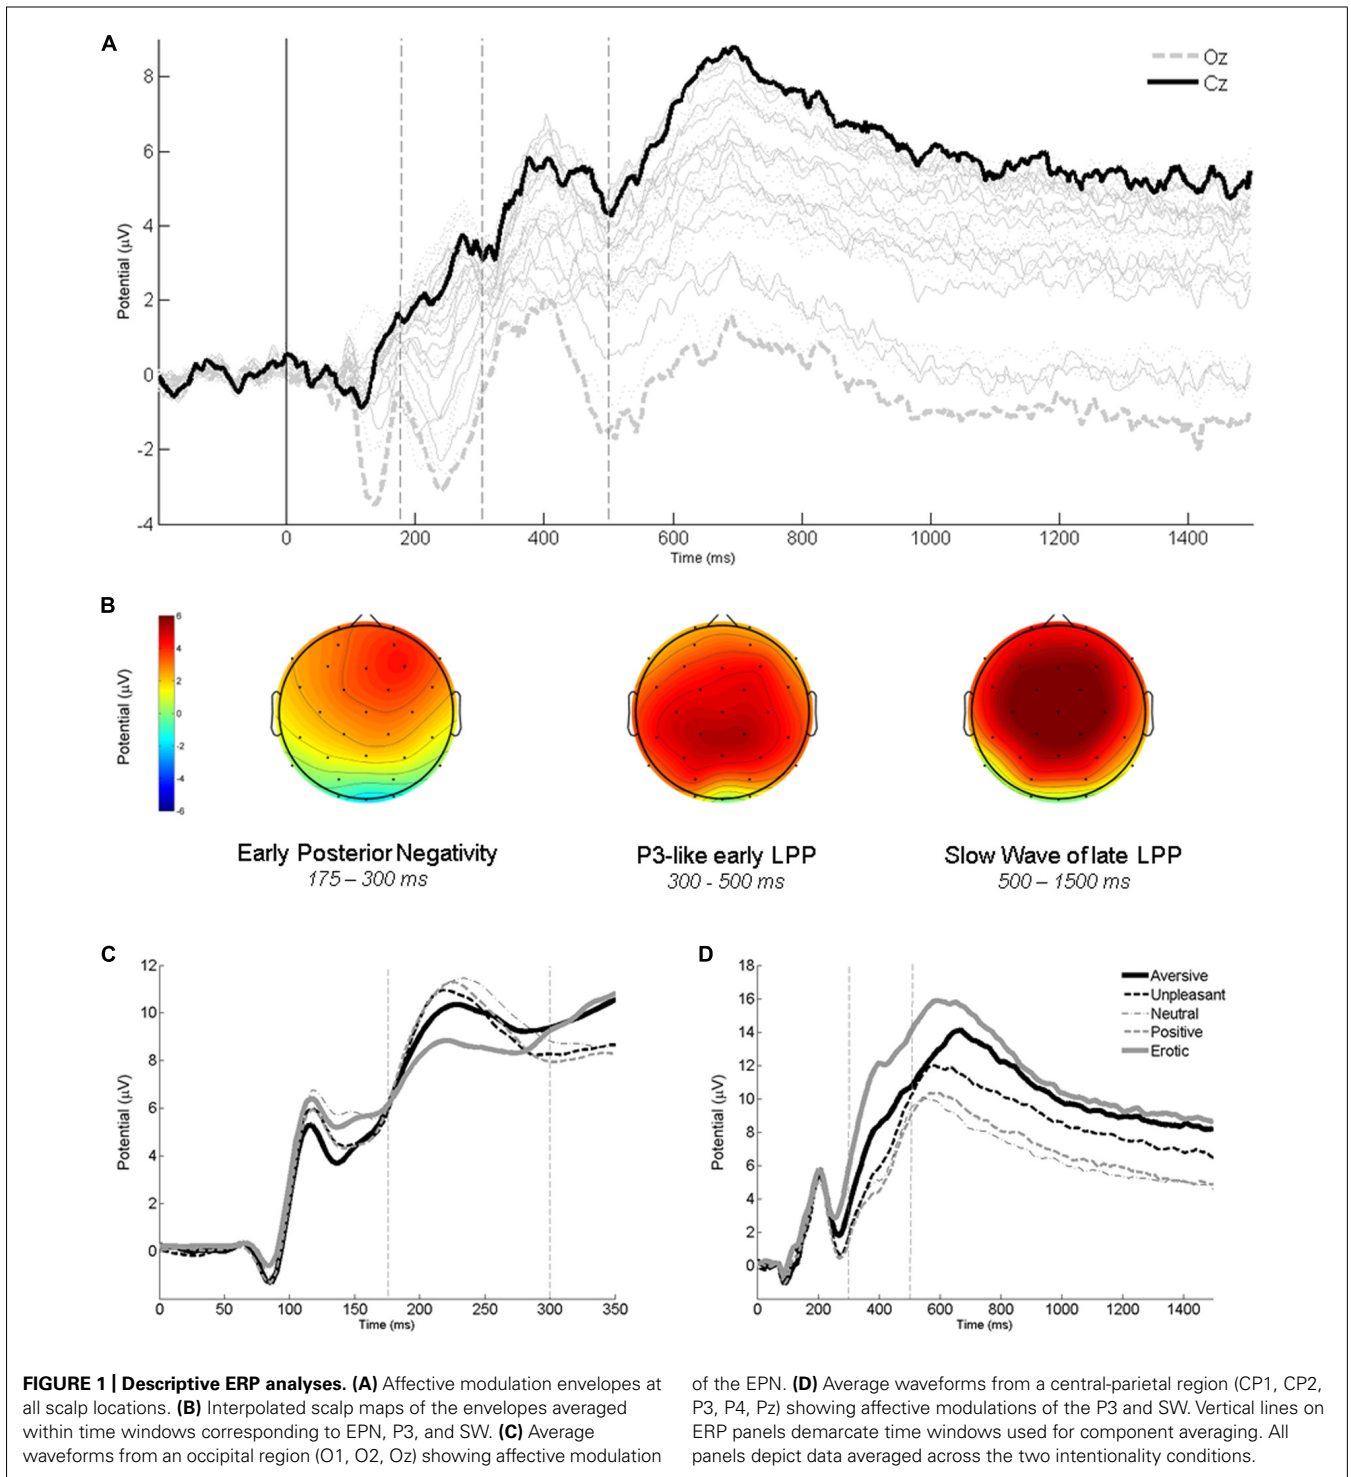 A
Oz
Cz
8
6
4
2
0
-2
-4
Potential (µV)
0 200 400 600 800 1000 1200 1400
Time (ms)
B
6
4
2
0
-2
-4
-6
Potential (µV)
Early Posterior Negativity
175 – 300 ms
P3-like early LPP
300 - 500 ms
Slow Wave of late LPP
500 – 1500 ms
C
12
10
8
6
4
2
0
Potential (µV)
0 50 100 150 200 250 300 350
Time (ms)
D
18
16
14
12
10
8
6
4
2
0
Potential (µV)
Aversive
Unpleasant
Neutral
Positive
Erotic
0 200 400 600 800 1000 1200 1400
Time (ms)
FIGURE 1 | Descriptive ERP analyses. (A) Affective modulation envelopes at
all scalp locations. (B) Interpolated scalp maps of the envelopes averaged
within time windows corresponding to EPN, P3, and SW. (C) Average
waveforms from an occipital region (O1, O2, Oz) showing affective modulation
of the EPN. (D) Average waveforms from a central-parietal region (CP1, CP2,
P3, P4, Pz) showing affective modulations of the P3 and SW. Vertical lines on
ERP panels demarcate time windows used for component averaging. All
panels depict data averaged across the two intentionality conditions.